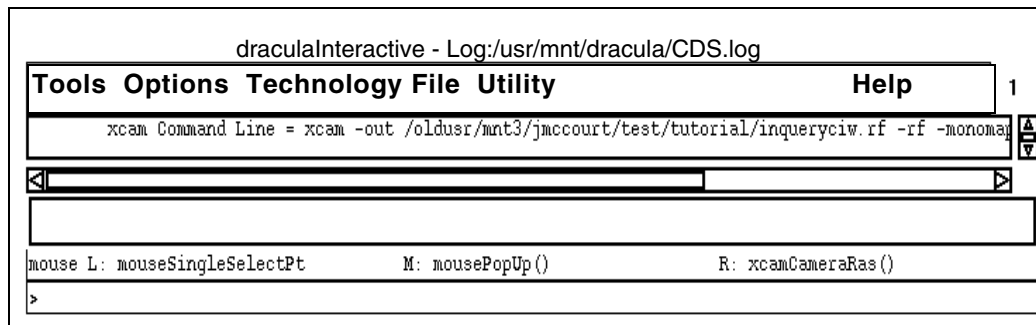 draculaInteractive - Log:/usr/mnt/dracula/CDS.log
Tools Options Technology File Utility Help 1
xcam Command Line = xcam -out /oldusr/mnt3/jmccourt/test/tutorial/inqueryciw.rf -rf -monomap
mouse L: mouseSingleSelectPt M: mousePopUp() R: xcamCameraRas()
>